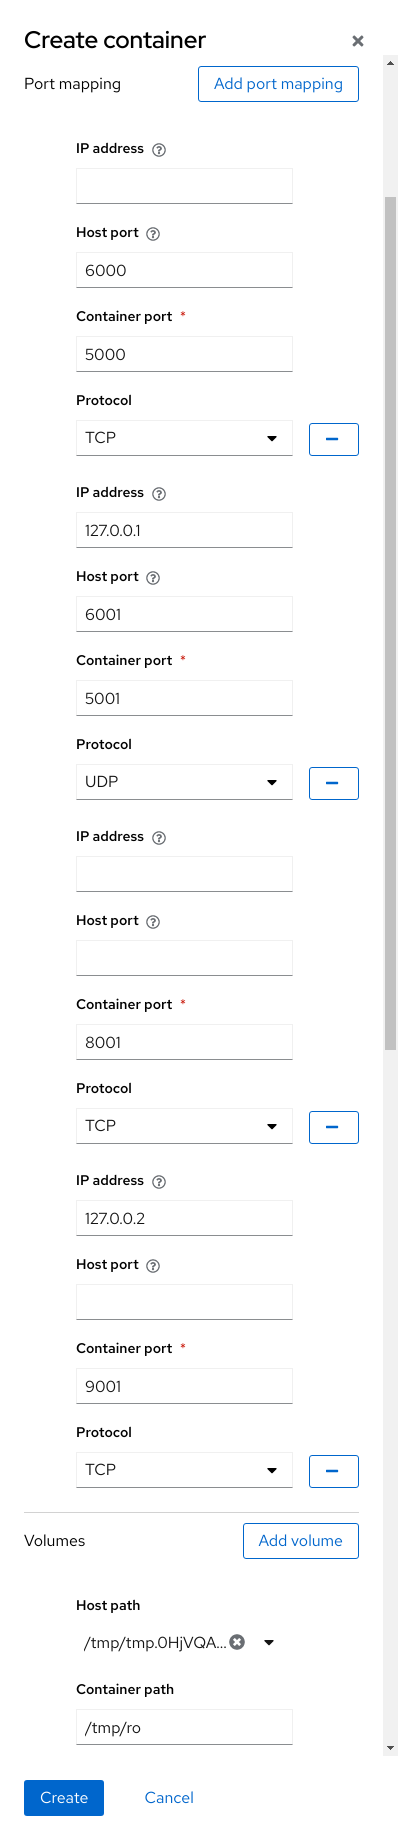 Create container
Port mapping
Add port mapping
IP address
Host port
6000
Container port *
5000
Protocol
TCP
IP address
127.0.0.1
Host port
6001
Container port *
5001
Protocol
UDP
IP address
Host port
Container port *
8001
Protocol
TCP
IP address
127.0.0.2
Host port
Container port *
9001
Protocol
TCP
Volumes
Add volume
Host path
/tmp/tmp.0HjVQA...
Container path
/tmp/ro
Create
Cancel